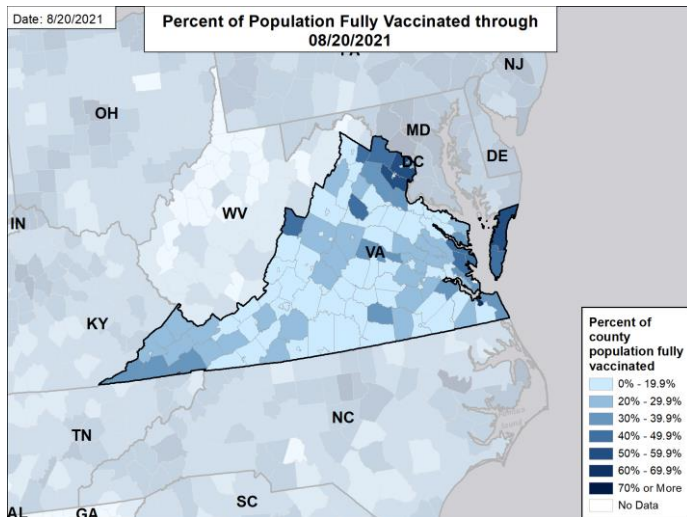 Date: 8/20/2021
Percent of Population Fully Vaccinated through
08/20/2021
PA
NJ
OH
MD
DC
DE
IN
WV
VA
KY
NC
TN
SC
AL
GA
Percent of
county
population fully
vaccinated
0% - 19.9%
20% - 29.9%
30% - 39.9%
40% - 49.9%
50% - 59.9%
60% - 69.9%
70% or More
No Data